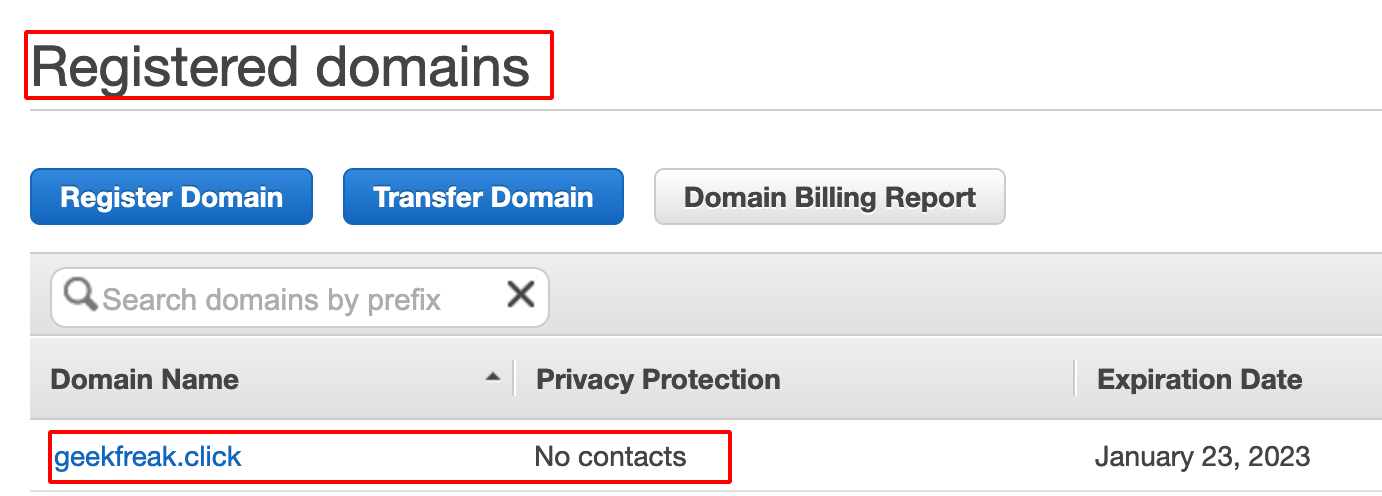 Registered domains
Register Domain Transfer Domain Domain Billing Report
Search domains by prefix
Domain Name Privacy Protection Expiration Date
geekfreak.click No contacts January 23, 2023